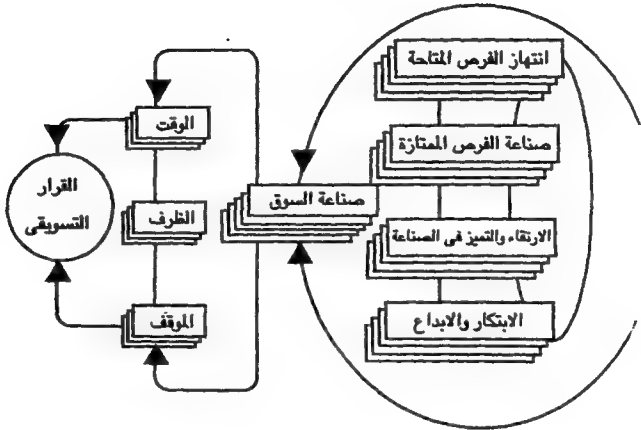 انتهاز الفرص المتاحة
صناعة الفرص الممتازة
الارتقاء والتميز فى الصناعة
الابتكار والابداع
صناعة السوق
الوقت
الظرف
الموقف
القرار
التسويقى